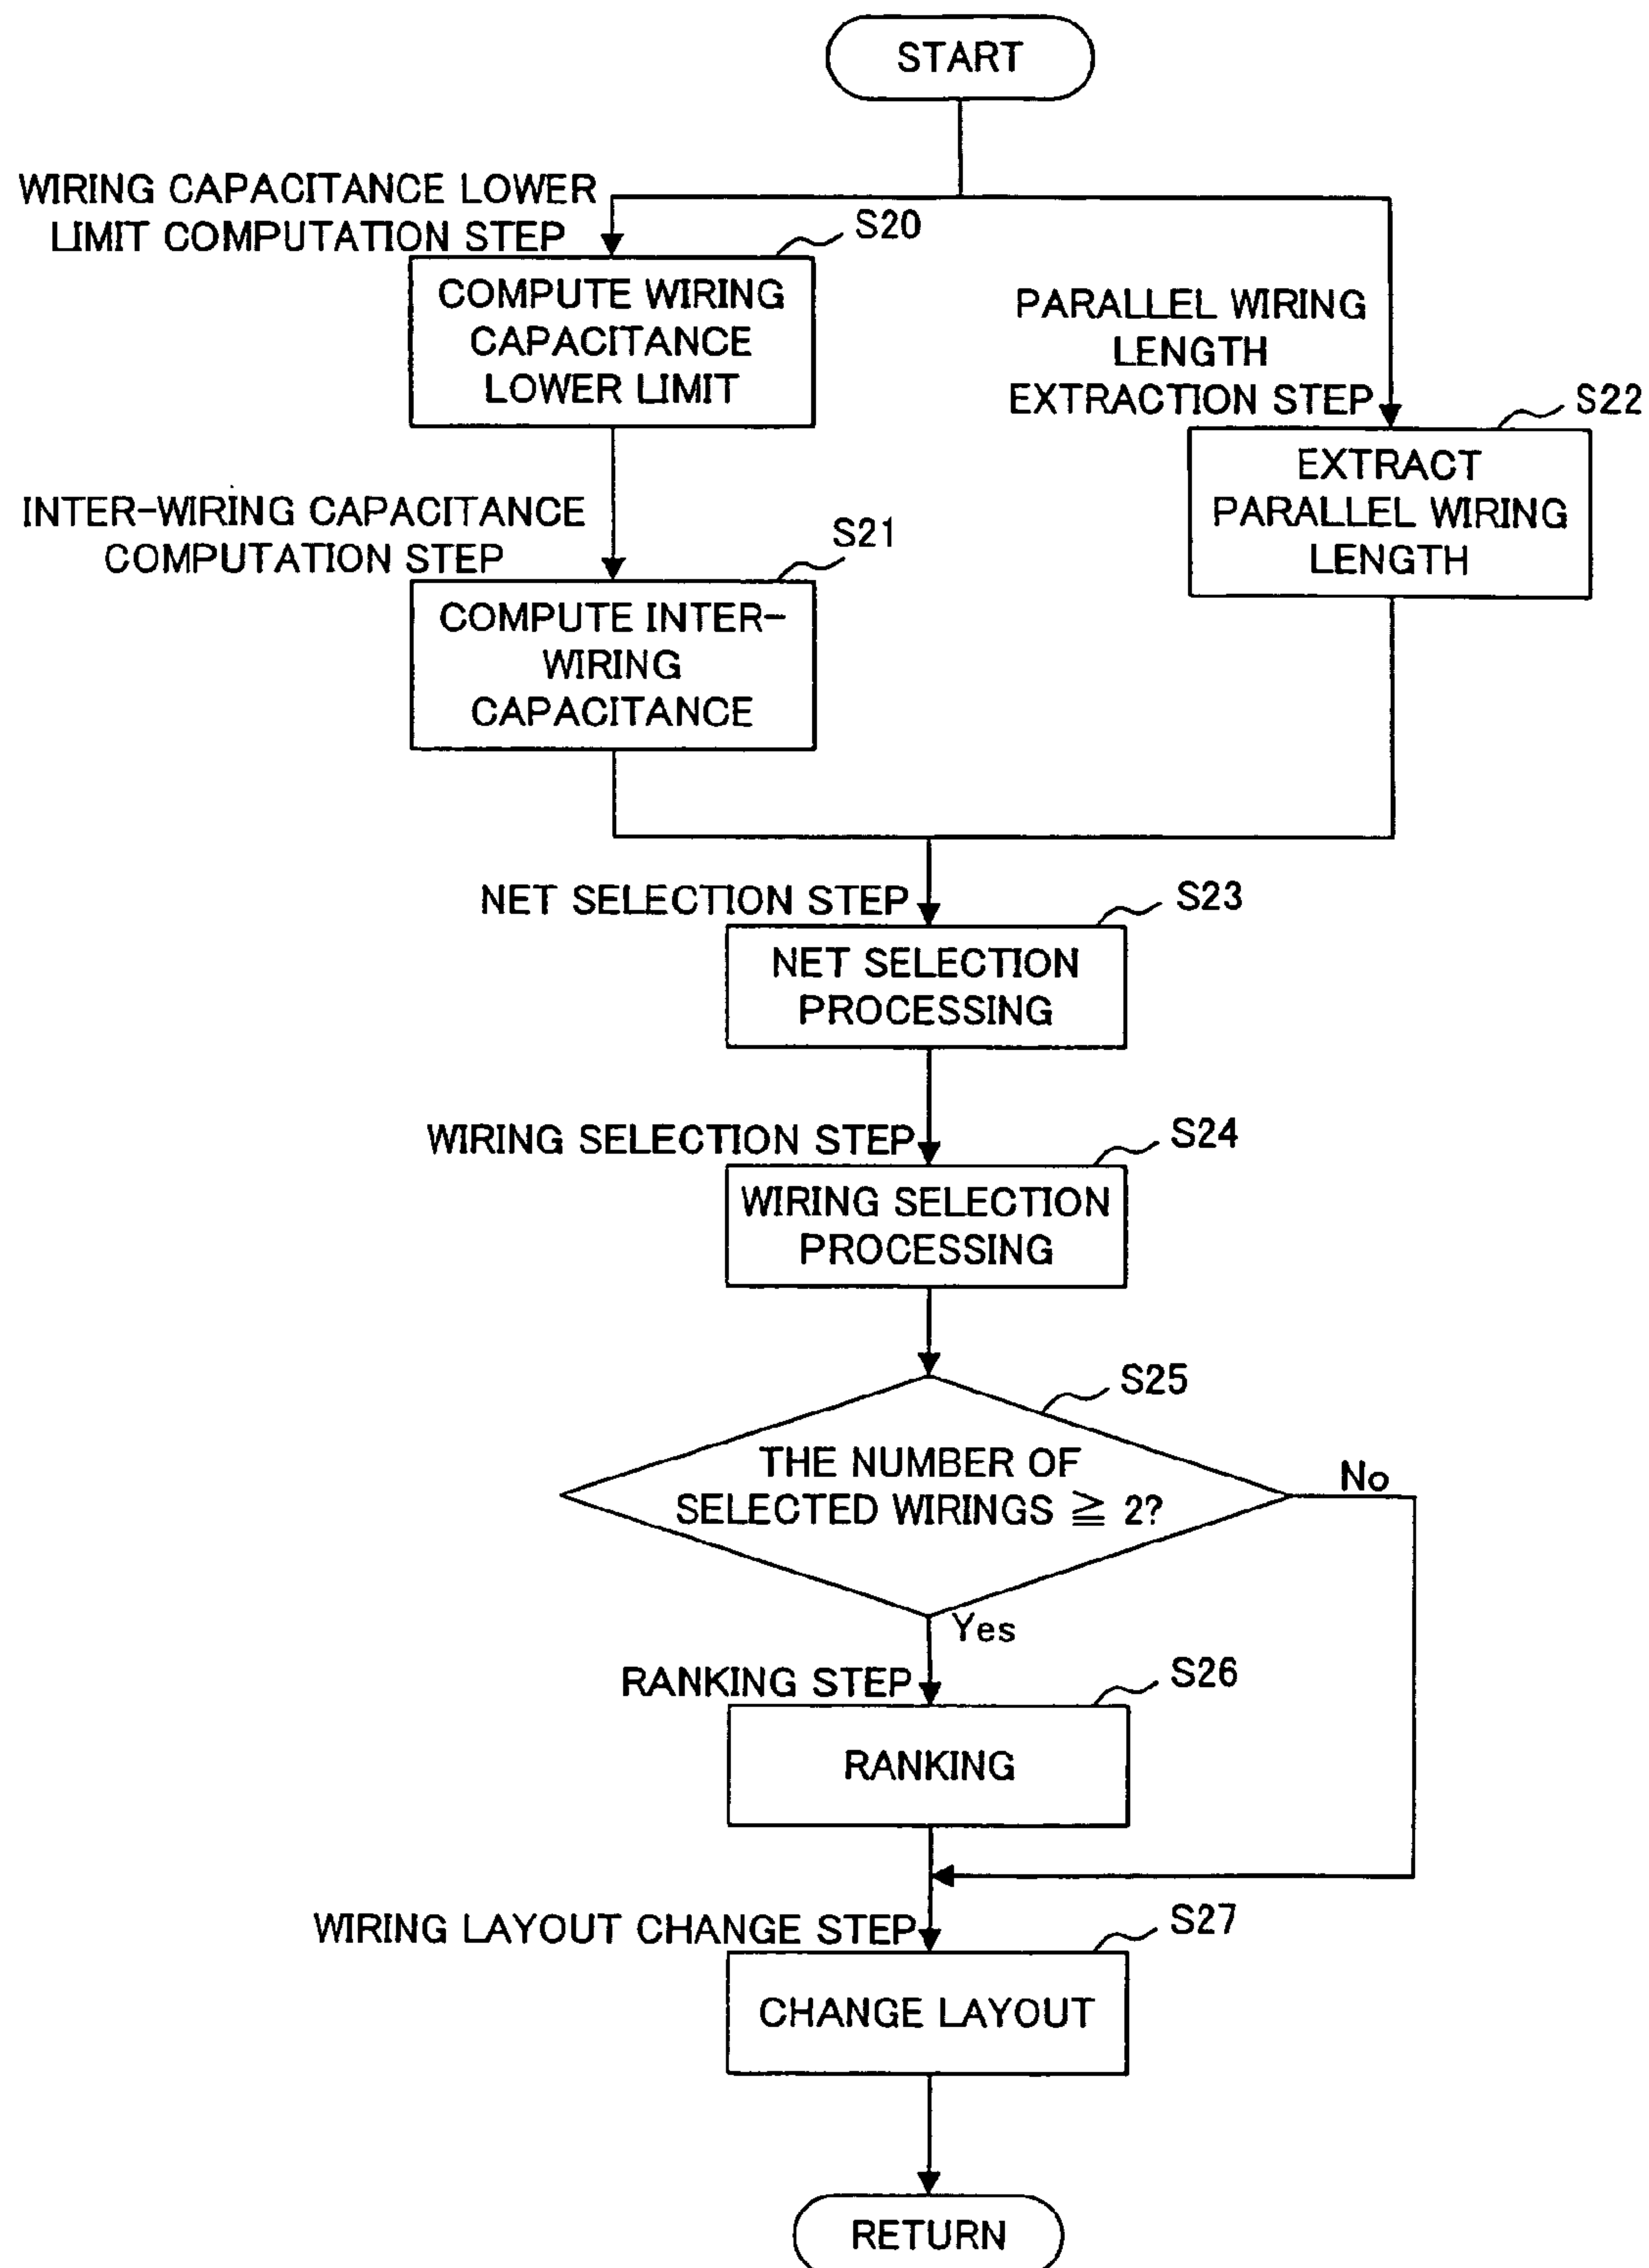 START
WIRING CAPACITANCE LOWER
LIMIT COMPUTATION STEP
S20
COMPUTE WIRING
CAPACITANCE
LOWER LIMIT
PARALLEL WIRING
LENGTH
EXTRACTION STEP
S22
EXTRACT
PARALLEL WIRING
LENGTH
INTER-WIRING CAPACITANCE
COMPUTATION STEP
S21
COMPUTE INTER-
WIRING
CAPACITANCE
NET SELECTION STEP
S23
NET SELECTION
PROCESSING
WIRING SELECTION STEP
S24
WIRING SELECTION
PROCESSING
S25
THE NUMBER OF
SELECTED WIRINGS ≧ 2?
No
Yes
RANKING STEP
S26
RANKING
WIRING LAYOUT CHANGE STEP
S27
CHANGE LAYOUT
RETURN